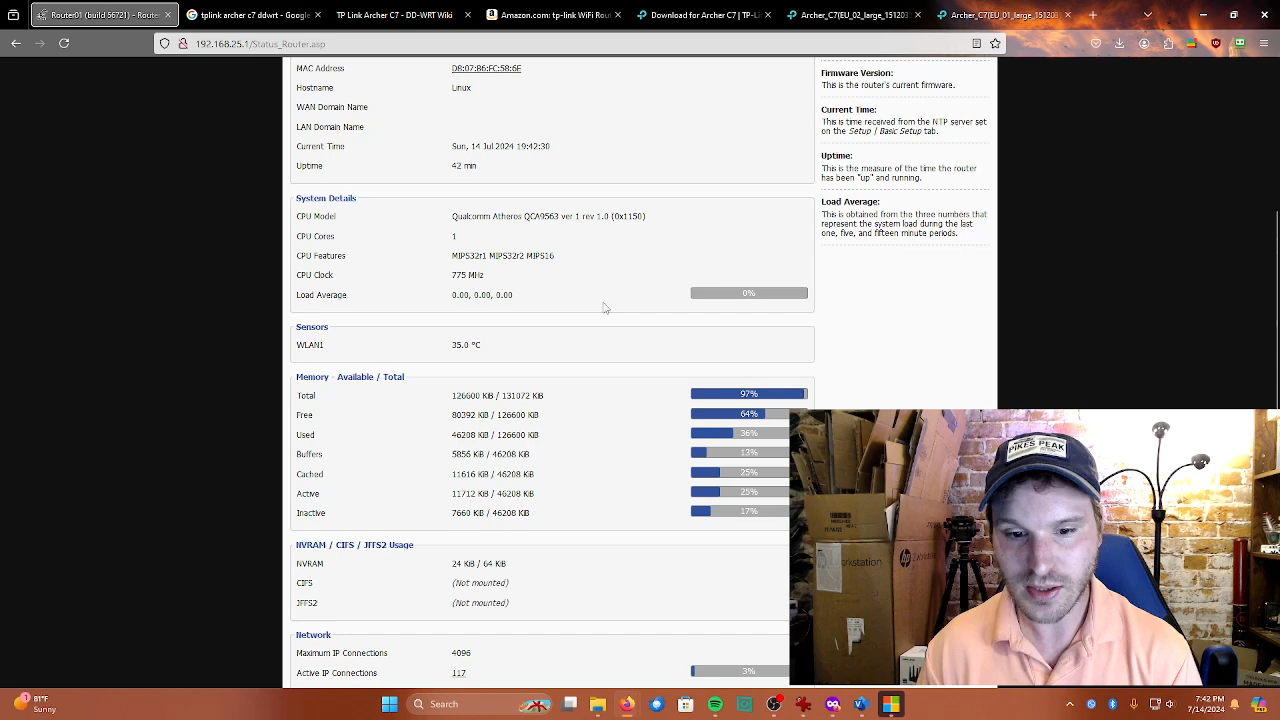 Router01 (build 56721) - Router
tplink archer c7 ddwrt - Google
TP Link Archer C7 - DD-WRT Wiki
Amazon.com: tp-link WiFi Rout
Download for Archer C7 | TP-Li
Archer_C7(EU_02_large_151203
Archer_C7(EU_01_large_151203
192.168.25.1/Status_Router.asp
MAC Address D8:07:B6:FC:58:6E
Hostname Linux
WAN Domain Name
LAN Domain Name
Current Time Sun, 14 Jul 2024 19:42:30
Uptime 42 min
System Details
CPU Model Qualcomm Atheros QCA9563 ver 1 rev 1.0 (0x1150)
CPU Cores 1
CPU Features MIPS32r1 MIPS32r2 MIPS16
CPU Clock 775 MHz
Load Average 0.00, 0.00, 0.00 0%
Sensors
WLAN1 35.0 °C
Memory - Available / Total
Total 126600 KiB / 131072 KiB 97%
Free 80392 KiB / 126600 KiB 64%
Used 46208 KiB / 126600 KiB 36%
Buffers 5856 KiB / 46208 KiB 13%
Cached 11616 KiB / 46208 KiB 25%
Active 11712 KiB / 46208 KiB 25%
Inactive 7660 KiB / 46208 KiB 17%
NVRAM / CIFS / JFFS2 Usage
NVRAM 24 KiB / 64 KiB
CIFS (Not mounted)
JFFS2 (Not mounted)
Network
Maximum IP Connections 4096
Active IP Connections 117 3%
Firmware Version:
This is the router's current firmware.
Current Time:
This is time received from the NTP server set
on the Setup | Basic Setup tab.
Uptime:
This is the measure of the time the router
has been "up" and running.
Load Average:
This is obtained from the three numbers that
represent the system load during the last
one, five, and fifteen minute periods.
PIKES PEAK
orkstation
hp
81°F
Sunny
Search
7:42 PM
7/14/2024